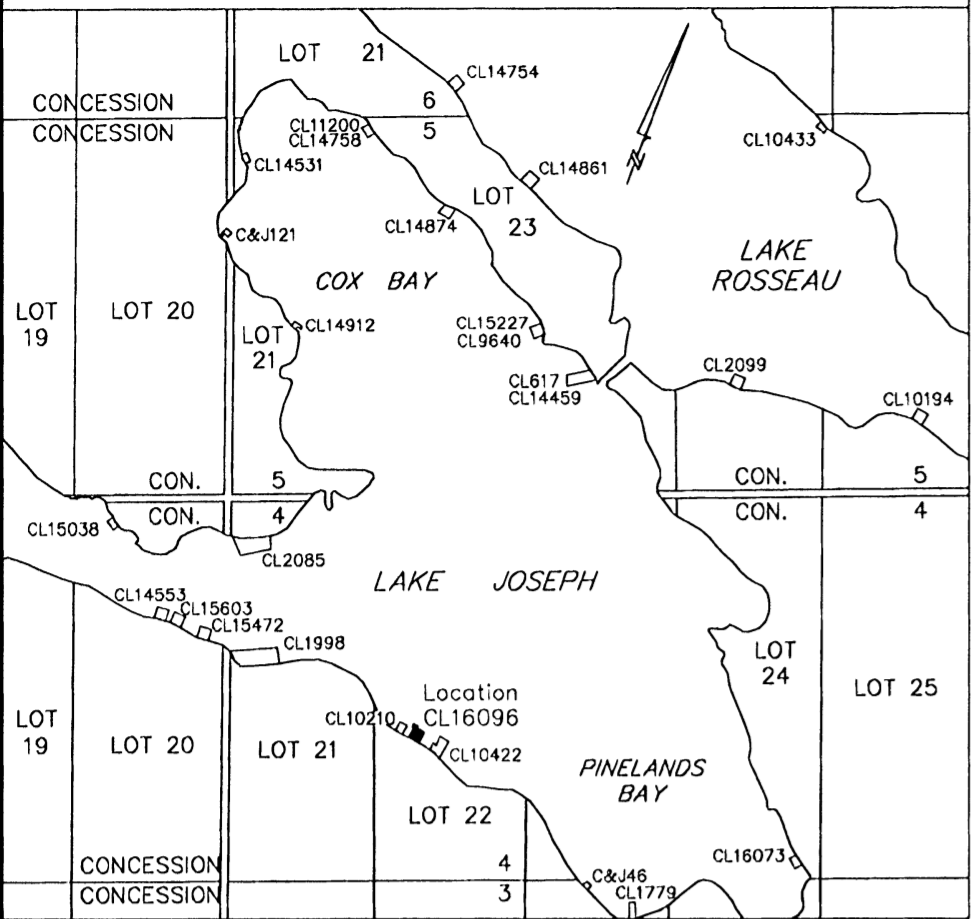 LOT 21
CL14754
CONCESSION
6
CONCESSION
5
CL11200
CL14758
CL10433
CL14531
CL14861
LOT
23
CL14874
C&J121
LAKE
ROSSEAU
COX BAY
LOT
19
LOT 20
CL14912
LOT
21
CL15227
CL9640
CL2099
CL617
CL14459
CL10194
CON.
5
CON.
5
CON.
4
CON.
4
CL15038
CL2085
LAKE JOSEPH
CL14553
CL15603
CL15472
CL1998
LOT
24
LOT 25
Location
CL16096
CL10210
CL10422
LOT
19
LOT 20
LOT 21
PINELANDS
BAY
LOT 22
CL16073
CONCESSION
4
CONCESSION
3
C&J46
CL1779
N